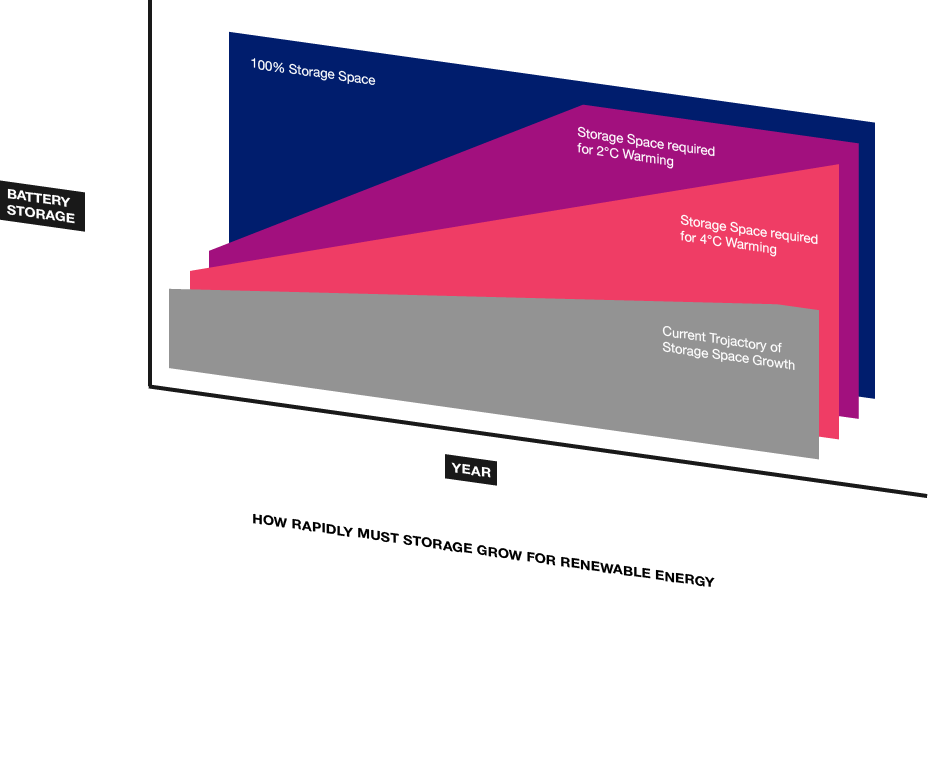 100% Storage Space
Storage Space required
for 2°C Warming
BATTERY
STORAGE
Storage Space required
for 4°C Warming
Current Trojactory of
Storage Space Growth
YEAR
HOW RAPIDLY MUST STORAGE GROW FOR RENEWABLE ENERGY